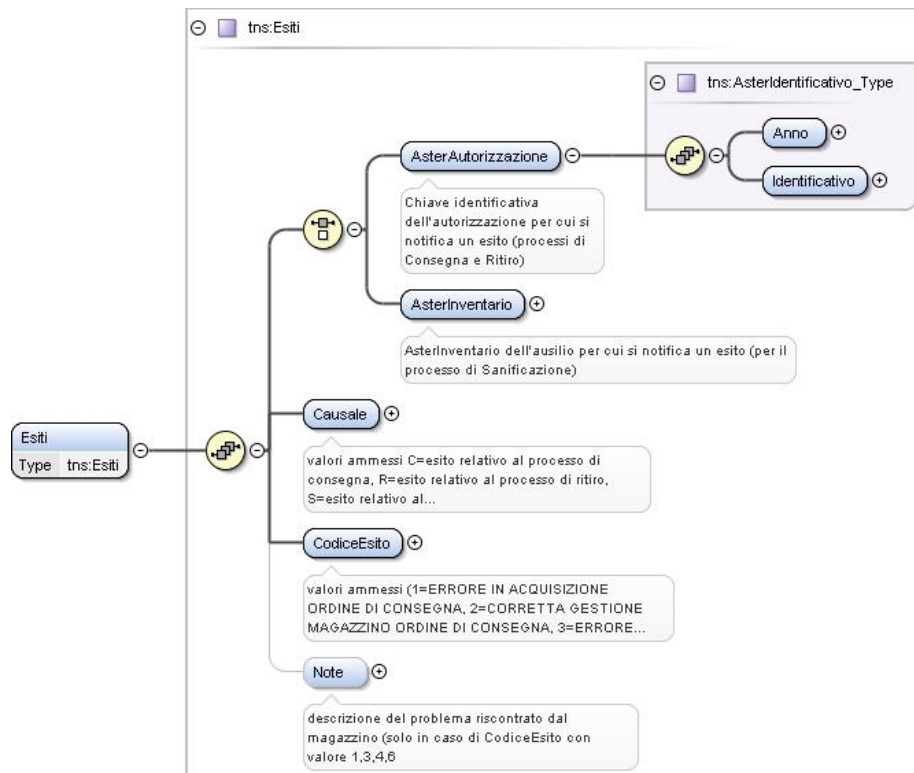 tns:Esiti
tns:AsterIdentificativo_Type
Anno
Identificativo
AsterAutorizzazione
Chiave identificativa
dell'autorizzazione per cui si
notifica un esito (processi di
Consegna e Ritiro)
AsterInventario
AsterInventario dell'ausilio per cui si notifica un esito (per il
processo di Sanificazione)
Causale
valori ammessi C=esito relativo al processo di
consegna, R=esito relativo al processo di ritiro,
S=esito relativo al...
Esiti
Type tns:Esiti
CodiceEsito
valori ammessi (1=ERRORE IN ACQUISIZIONE
ORDINE DI CONSEGNA, 2=CORRETTA GESTIONE
MAGAZZINO ORDINE DI CONSEGNA, 3=ERRORE...
Note
descrizione del problema riscontrato dal
magazzino (solo in caso di CodiceEsito con
valore 1,3,4,6